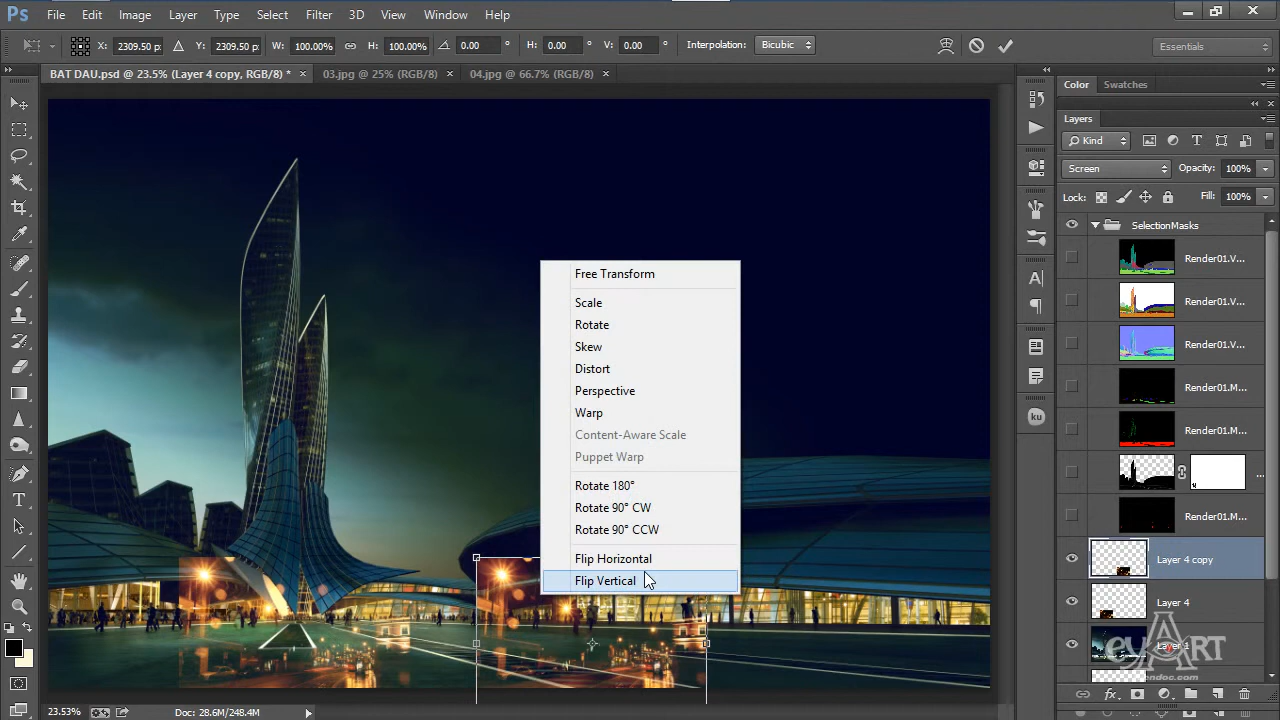 Ps File Edit Image Layer Type Select Filter 3D View Window Help
X: 2309.50 p: Y: 2309.50 p: W: 100.00% H: 100.00% 0.00 ° H: 0.00 ° V: 0.00 ° Interpolation: Bicubic Essentials
BAT DAU.psd @ 23.5% (Layer 4 copy, RGB/8) * × 03.jpg @ 25% (RGB/8) × 04.jpg @ 66.7% (RGB/8) ×
Color Swatches
Layers
Kind
Screen Opacity: 100%
Lock: Fill: 100%
SelectionMasks
Render01.V...
Render01.V...
Render01.V...
Render01.M...
Render01.M...
...
Render01.M...
Layer 4 copy
Layer 4
Layer 1
Free Transform
Scale
Rotate
Skew
Distort
Perspective
Warp
Content-Aware Scale
Puppet Warp
Rotate 180°
Rotate 90° CW
Rotate 90° CCW
Flip Horizontal
Flip Vertical
ku
fx
23.53% Doc: 28.6M/248.4M